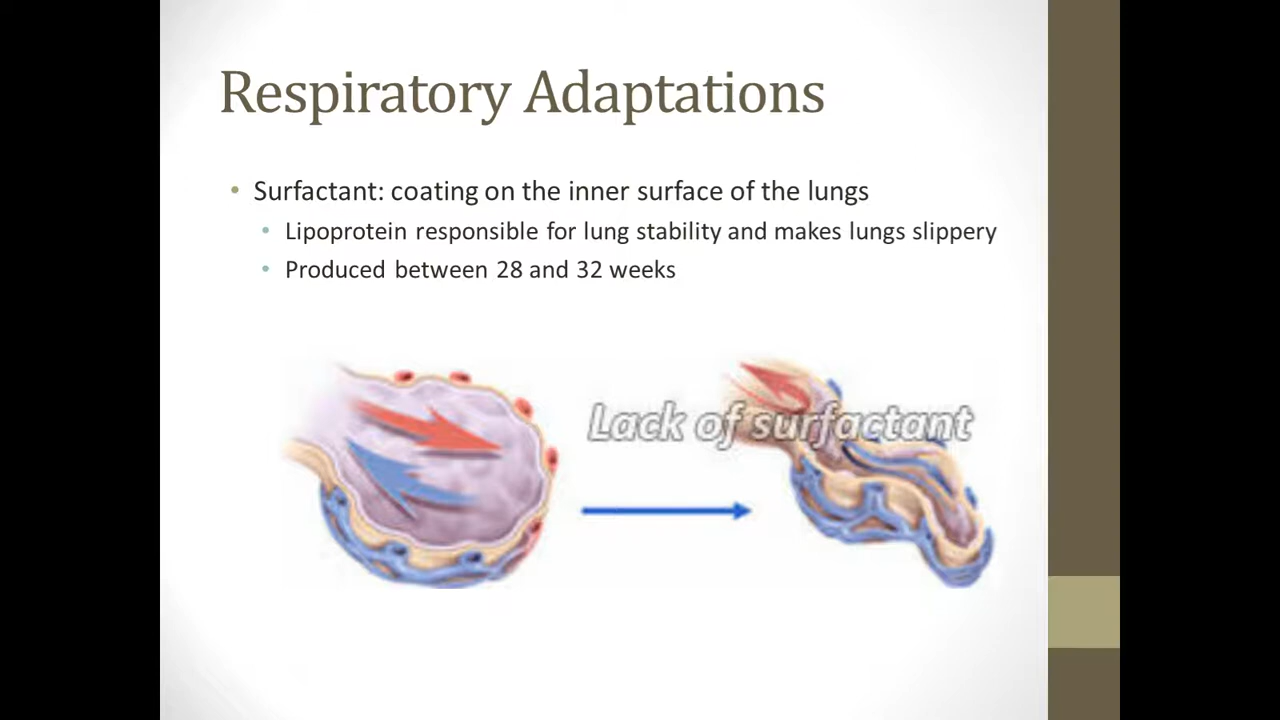 Respiratory Adaptations
• Surfactant: coating on the inner surface of the lungs
• Lipoprotein responsible for lung stability and makes lungs slippery
• Produced between 28 and 32 weeks
Lack of surfactant